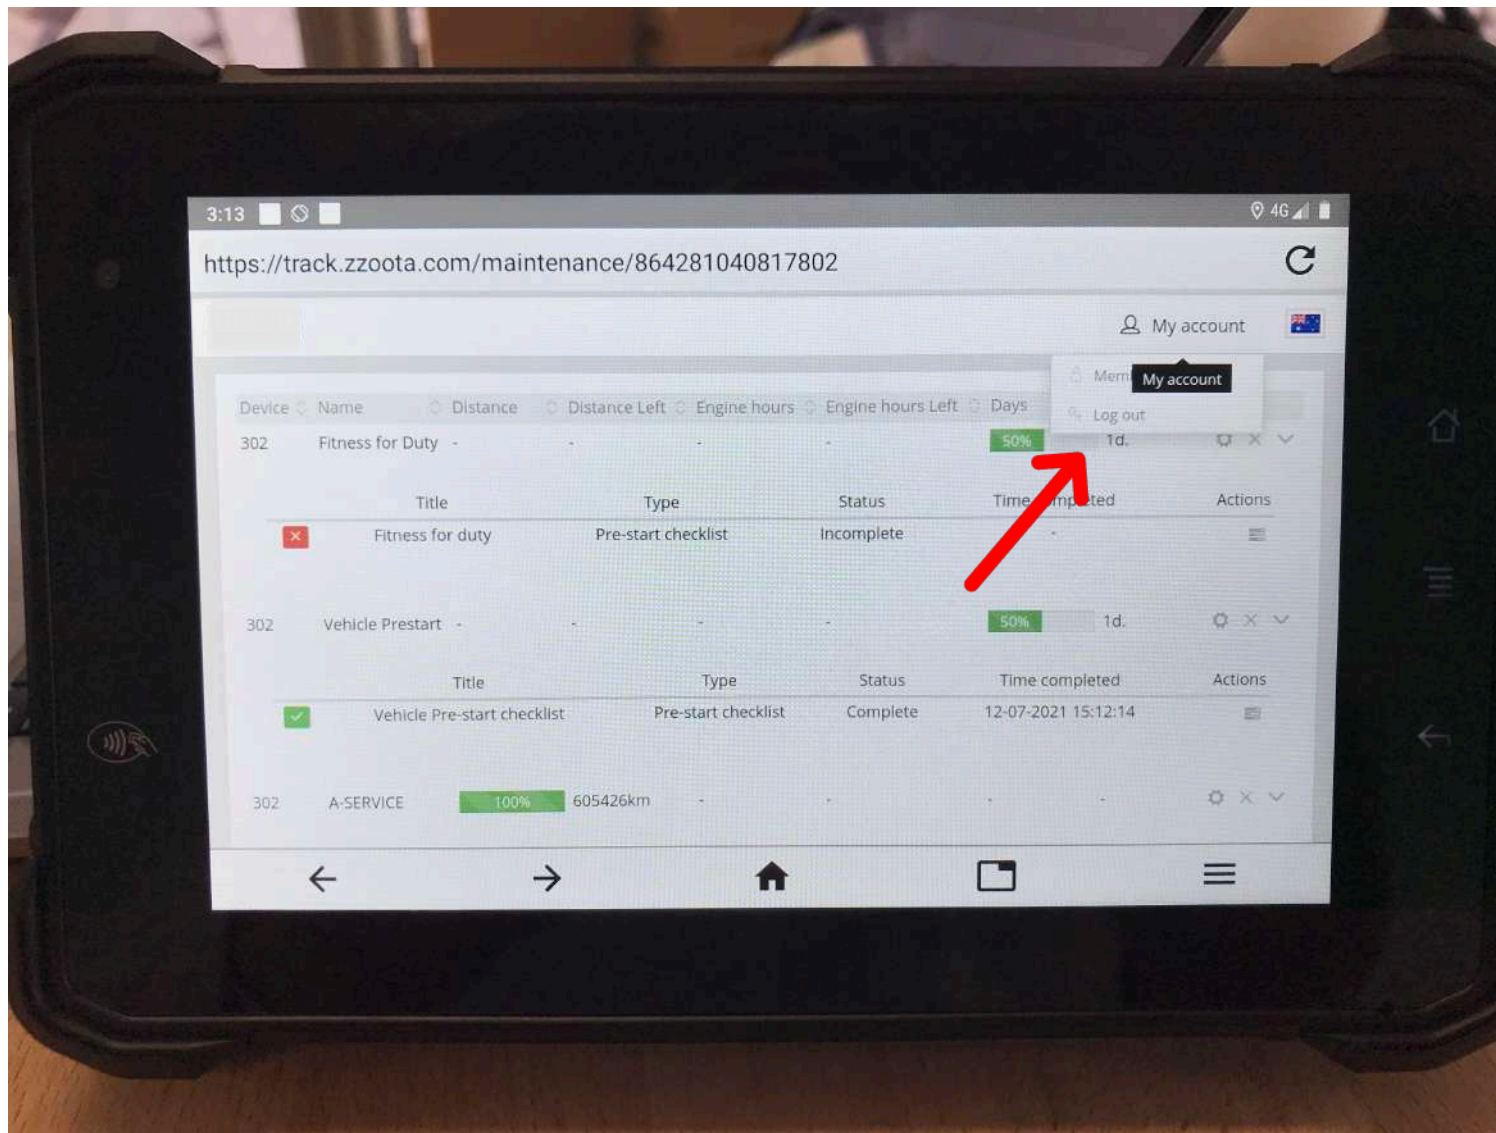 3:13 4G
https://track.zzoota.com/maintenance/864281040817802
My account
My account
Log out
Device Name Distance Distance Left Engine hours Engine hours Left Days
302 Fitness for Duty - - - - 50% 1d.
Title Type Status Time completed Actions
Fitness for duty Pre-start checklist Incomplete -
302 Vehicle Prestart - - - - 50% 1d.
Title Type Status Time completed Actions
Vehicle Pre-start checklist Pre-start checklist Complete 12-07-2021 15:12:14
302 A-SERVICE 100% 605426km - - - -